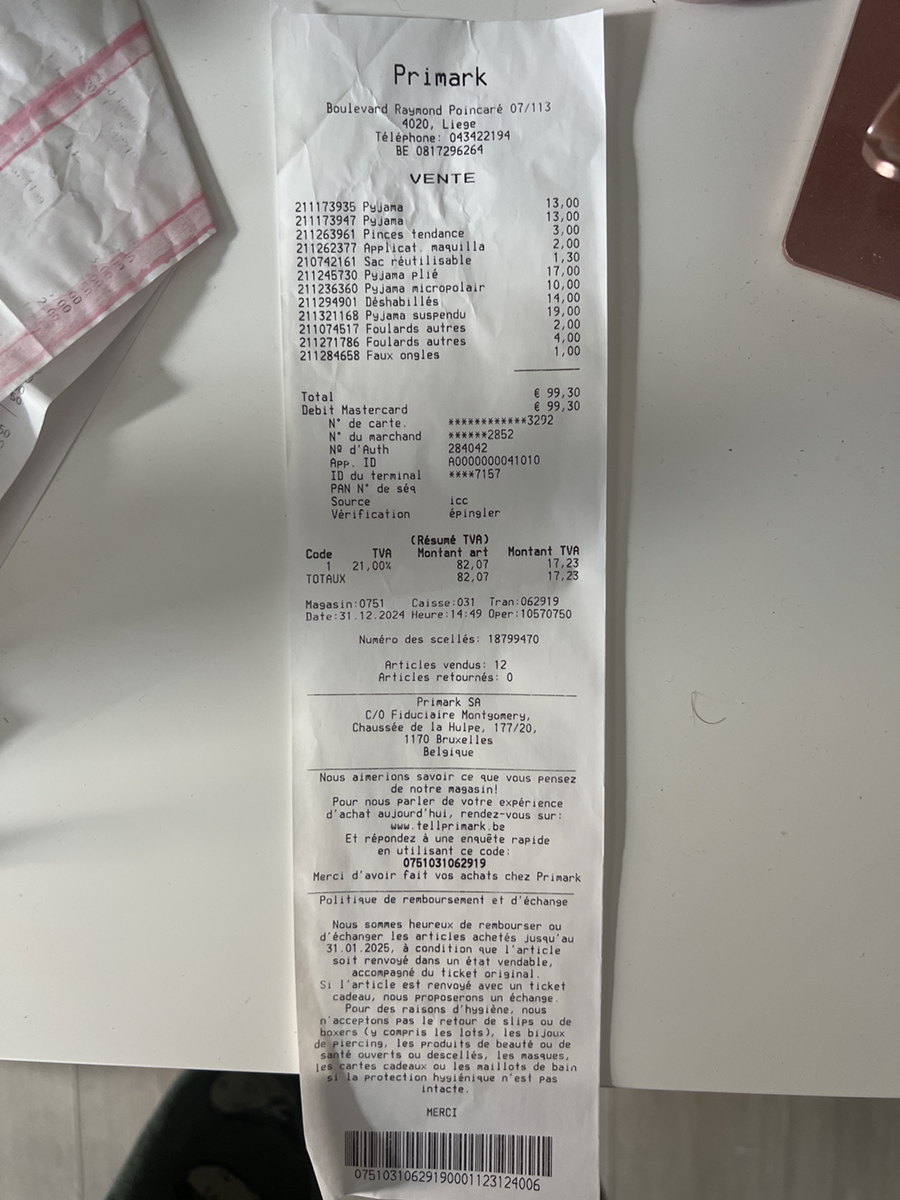 Primark
Boulevard Raymond Poincaré 07/113
4020, Liege
Téléphone: 043422194
BE 0817296264
VENTE
211173935 Pyjama 13,00
211173947 Pyjama 13,00
211263961 Pinces tendance 3,00
211262377 Applicat. maquilla 2,00
210742161 Sac réutilisable 1,30
211245730 Pyjama plié 17,00
211236360 Pyjama micropolair 10,00
211294901 Déshabillés 14,00
211321168 Pyjama suspendu 19,00
211074517 Foulards autres 2,00
211271786 Foulards autres 4,00
211284658 Faux ongles 1,00
Total € 99,30
Debit Mastercard € 99,30
N° de carte. ************3292
N° du marchand ******2852
Nº d'Auth 284042
App. ID A0000000041010
ID du terminal ****7157
PAN N° de séq
Source icc
Vérification épingler
(Résumé TVA)
Code TVA Montant art Montant TVA
1 21,00% 82,07 17,23
TOTAUX 82,07 17,23
Magasin:0751 Caisse:031 Tran:062919
Date:31.12.2024 Heure:14:49 Oper:10570750
Numéro des scellés: 18799470
Articles vendus: 12
Articles retournés: 0
Primark SA
C/O Fiduciaire Montgomery,
Chaussée de la Hulpe, 177/20,
1170 Bruxelles
Belgique
Nous aimerions savoir ce que vous pensez
de notre magasin!
Pour nous parler de votre expérience
d'achat aujourd'hui, rendez-vous sur:
www.tellprimark.be
Et répondez à une enquête rapide
en utilisant ce code:
0751031062919
Merci d'avoir fait vos achats chez Primark
Politique de remboursement et d'échange
Nous sommes heureux de rembourser ou
d'échanger les articles achetés jusqu'au
31.01.2025, à condition que l'article
soit renvoyé dans un état vendable,
accompagné du ticket original.
Si l'article est renvoyé avec un ticket
cadeau, nous proposerons un échange.
Pour des raisons d'hygiène, nous
n'acceptons pas le retour de slips ou de
boxers (y compris les lots), les bijoux
de piercing, les produits de beauté ou de
santé ouverts ou descellés, les masques,
les cartes cadeaux ou les maillots de bain
si la protection hygiénique n'est pas
intacte.
MERCI
07510310629190001123124006